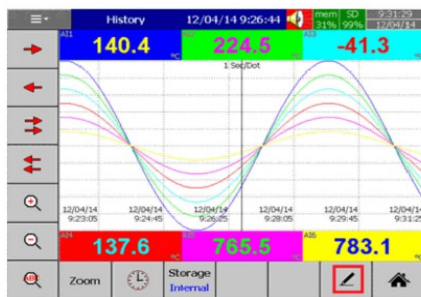 History 12/04/14 9:26:44 mem 31% SD 99% 9:31:29 12/04/14
AI1 140.4 °C 224.5 AI3 -41.3 °C
1 Sec/Dot
12/04/14 12/04/14 12/04/14 12/04/14 12/04/14 12/04/14
9:23:05 9:24:45 9:26:25 9:28:05 9:29:45 9:31:25
AI4 137.6 °C AI5 765.5 °C AI6 783.1 °C
Zoom Storage
Internal